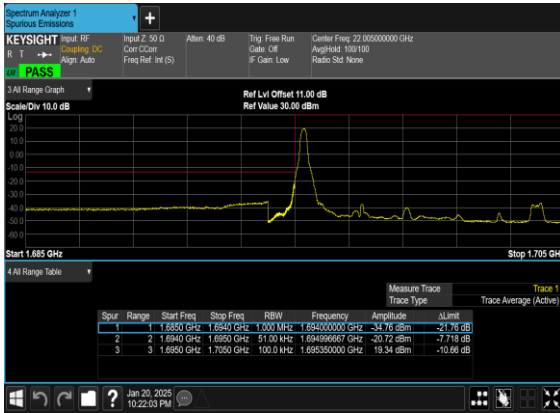 Spectrum Analyzer 1
Spurious Emissions
+
KEYSIGHT Input: RF Input Z: 50 Ω Atten: 40 dB Trig: Free Run Center Freq: 22.005000000 GHz
R T Coupling: DC Corr CCorr Gate: Off Avg|Hold: 100/100
Align: Auto Freq Ref: Int (S) IF Gain: Low Radio Std: None
PASS
3 All Range Graph
Ref Lvl Offset 11.00 dB
Scale/Div 10.0 dB Ref Value 30.00 dBm
Log
20.0
10.0
0.00
-10.0
-20.0
-30.0
-40.0
-50.0
-60.0
Start 1.685 GHz Stop 1.705 GH
4 All Range Table
Measure Trace Trace 1
Trace Type Trace Average (Active)
Spur Range Start Freq Stop Freq RBW Frequency Amplitude ΔLimit
1 1 1.6850 GHz 1.6940 GHz 1.000 MHz 1.694000000 GHz -34.76 dBm -21.76 dB
2 2 1.6940 GHz 1.6950 GHz 51.00 kHz 1.694996667 GHz -20.72 dBm -7.718 dB
3 3 1.6950 GHz 1.7050 GHz 100.0 kHz 1.695350000 GHz 19.34 dBm -10.66 dB
? Jan 20, 2025
10:22:03 PM